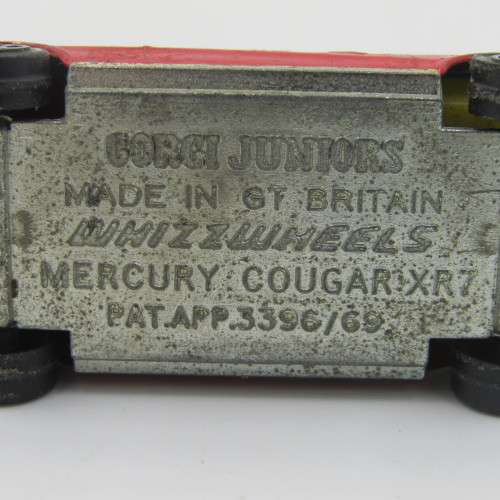 CORGI JUNIORS
MADE IN GT BRITAIN
WHIZZWHEELS
MERCURY COUGAR XR7
PAT.APP.3396/69